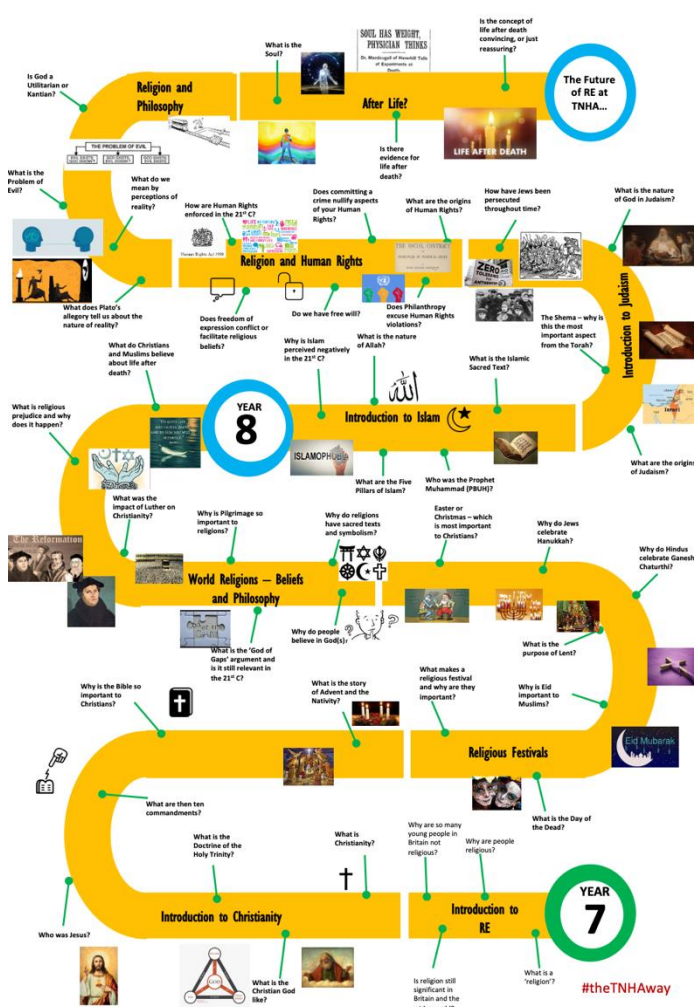 Is the concept of
life after death
convincing, or just
reassuring?
SOUL HAS WEIGHT,
PHYSICIAN THINKS
What is the
Soul?
Is God a
Utilitarian or
Kantian?
Religion and
Philosophy
After Life?
The Future
of RE at
TNHA...
LIFE AFTER DEATH
Is there
evidence for
life after
death?
THE PROBLEM OF EVIL
What is the
Problem of
Evil?
What do we
mean by
perceptions of
reality?
How are Human Rights
enforced in the 21st C?
Does committing a
crime nullify aspects
of your Human
Rights?
What are the origins
of Human Rights?
How have Jews been
persecuted
throughout time?
What is the nature
of God in Judaism?
Human Rights Act 1998
THE SOCIAL CONTRACT
Religion and Human Rights
ZERO
What does Plato's
allegory tell us about
the nature of reality?
Does freedom of
expression conflict or
facilitate religious
beliefs?
Do we have free will?
Does Philanthropy
excuse Human Rights
violations?
The Shema – why is
this the most
important aspect
from the Torah?
Introduction to Judaism
Israel
What are the origins
of Judaism?
What do Christians
and Muslims believe
about life after
death?
Why is Islam
perceived negatively
in the 21st C?
What is the nature
of Allah?
What is the Islamic
Sacred Text?
الله
YEAR
8
Introduction to Islam
ISLAMOPHOBIA
What is religious
prejudice and why
does it happen?
What are the Five
Pillars of Islam?
Who was the Prophet
Muhammad (PBUH)?
What was the
impact of Luther on
Christianity?
The Reformation
Why is Pilgrimage so
important to
religions?
Why do religions
have sacred texts
and symbolism?
Easter or
Christmas – which
is most important
to Christians?
Why do Jews
celebrate
Hanukkah?
Why do Hindus
celebrate Ganesh
Chaturthi?
World Religions – Beliefs
and Philosophy
What is the 'God of
Gaps' argument and
is it still relevant in
the 21st C?
Why do people
believe in God(s)
What is the
purpose of Lent?
Why is Eid
important to
Muslims?
Eid Mubarak
Why is the Bible so
important to
Christians?
What is the story
of Advent and the
Nativity?
What makes a
religious festival
and why are they
important?
Religious Festivals
What is the Day of
the Dead?
What are then ten
commandments?
What is the
Doctrine of the
Holy Trinity?
What is
Christianity?
Why are so many
young people in
Britain not
religious?
Why are people
religious?
Introduction to Christianity
Introduction to
RE
YEAR
7
Who was Jesus?
GOD
What is the
Christian God
like?
Is religion still
significant in
Britain and the
What is a
'religion'?
#theTNHAway